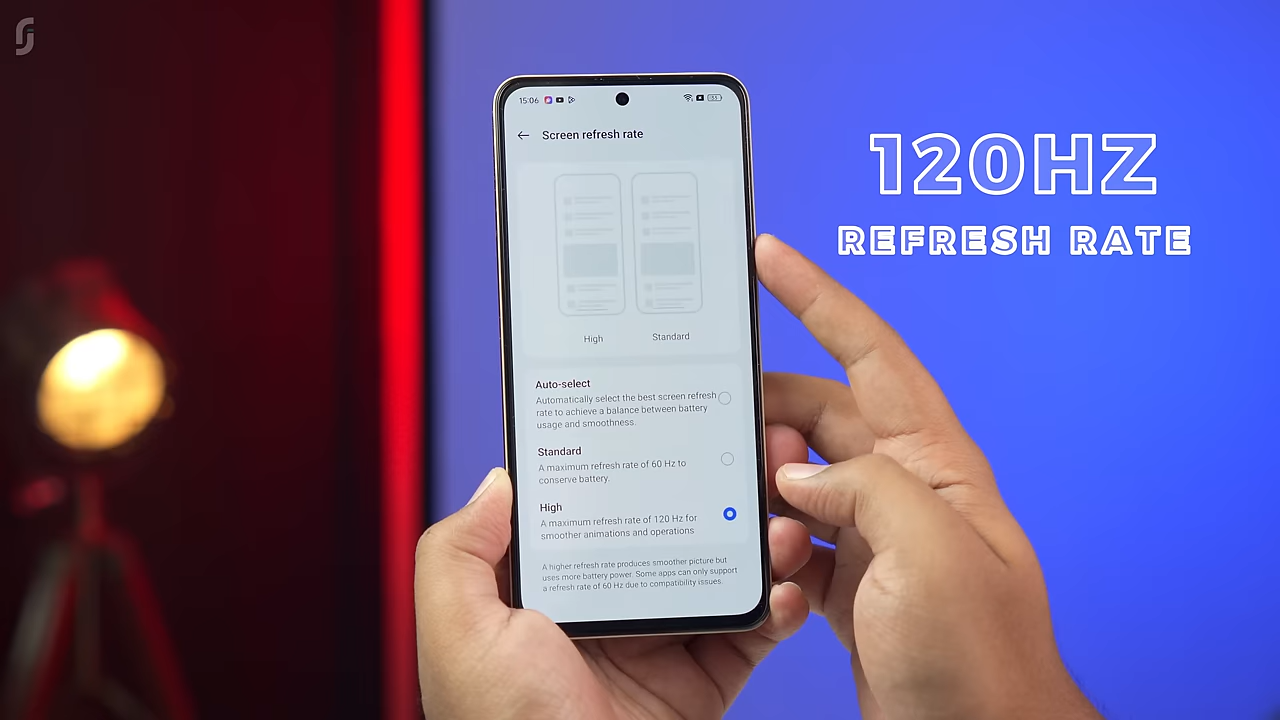 15:06
Screen refresh rate
High
Standard
Auto-select
Automatically select the best screen refresh
rate to achieve a balance between battery
usage and smoothness.
Standard
A maximum refresh rate of 60 Hz to
conserve battery.
High
A maximum refresh rate of 120 Hz for
smoother animations and operations
A higher refresh rate produces smoother picture but
uses more battery power. Some apps can only support
a refresh rate of 60 Hz due to compatibility issues.
120HZ
REFRESH RATE